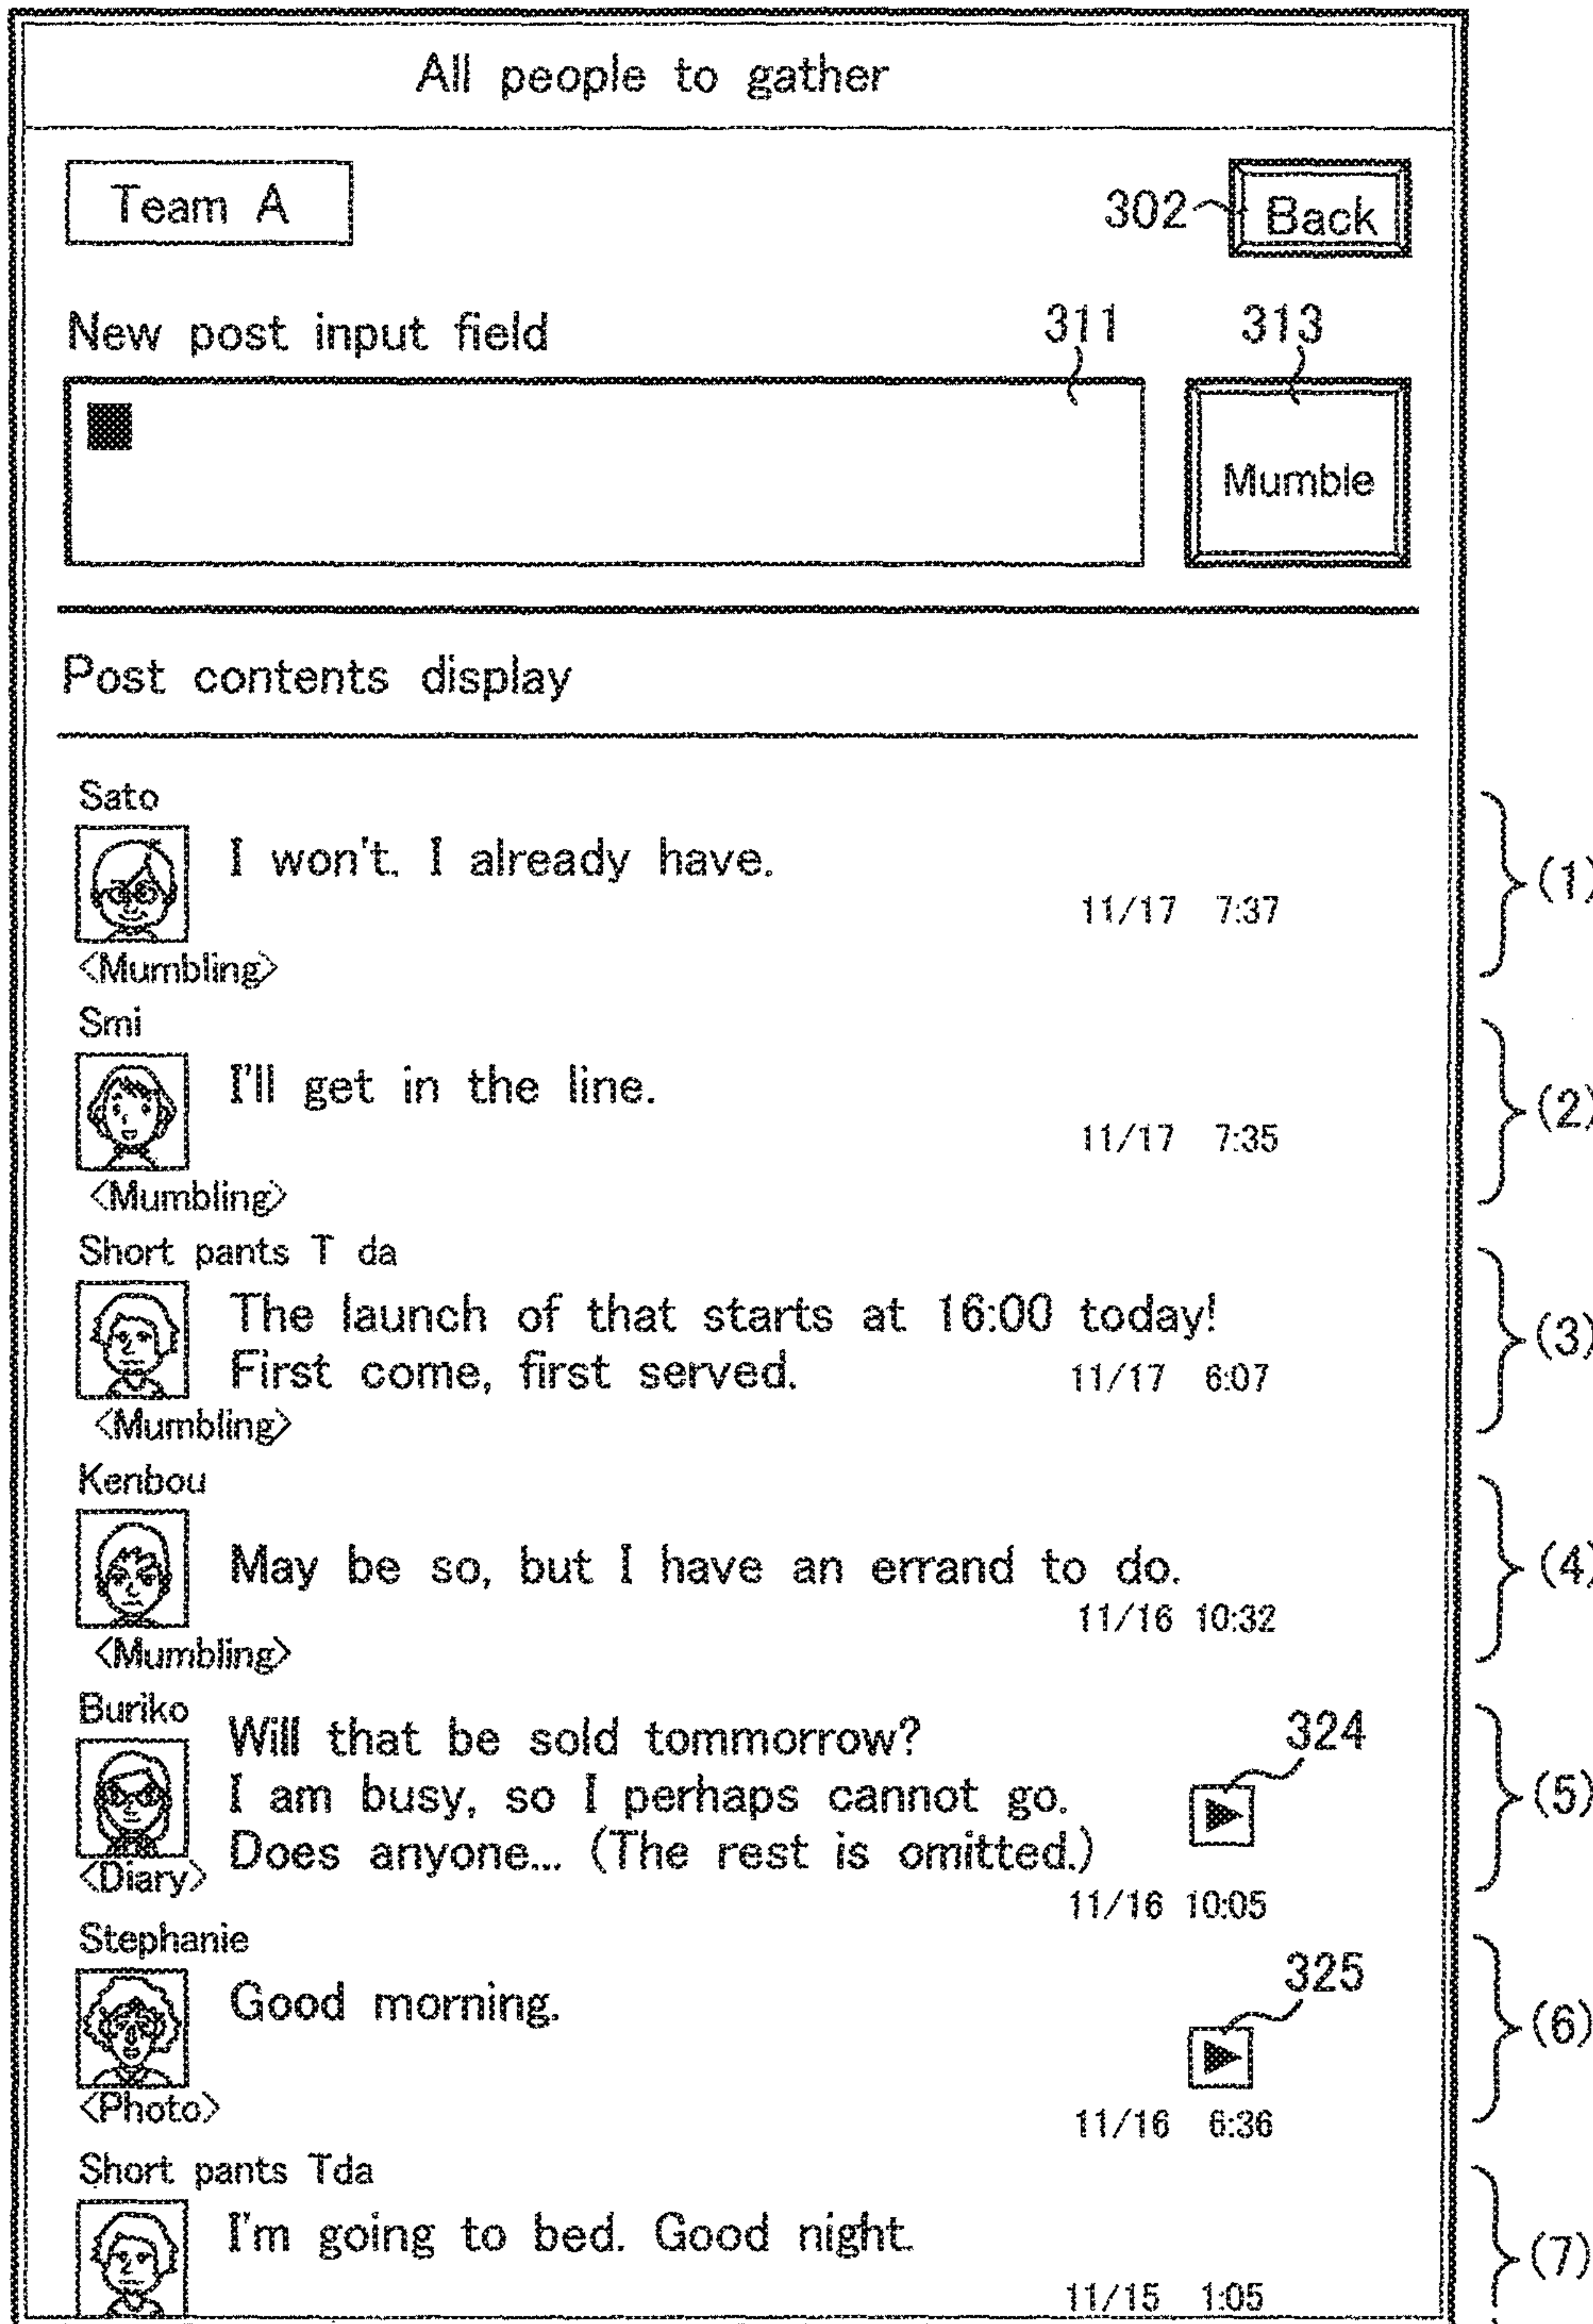 All people to gather
Team A
302 Back
New post input field
311 313
Mumble
Post contents display
Sato
I won't. I already have.
11/17 7:37
<Mumbling>
(1)
Smi
I'll get in the line.
11/17 7:35
<Mumbling>
(2)
Short pants T da
The launch of that starts at 16:00 today!
First come, first served. 11/17 6:07
<Mumbling>
(3)
Kenbou
May be so, but I have an errand to do.
11/16 10:32
<Mumbling>
(4)
Buriko
Will that be sold tommorrow?
324
I am busy, so I perhaps cannot go.
Does anyone... (The rest is omitted.)
<Diary>
11/16 10:05
(5)
Stephanie
325
Good morning.
<Photo>
11/16 6:36
(6)
Short pants Tda
I'm going to bed. Good night.
11/15 1:05
(7)